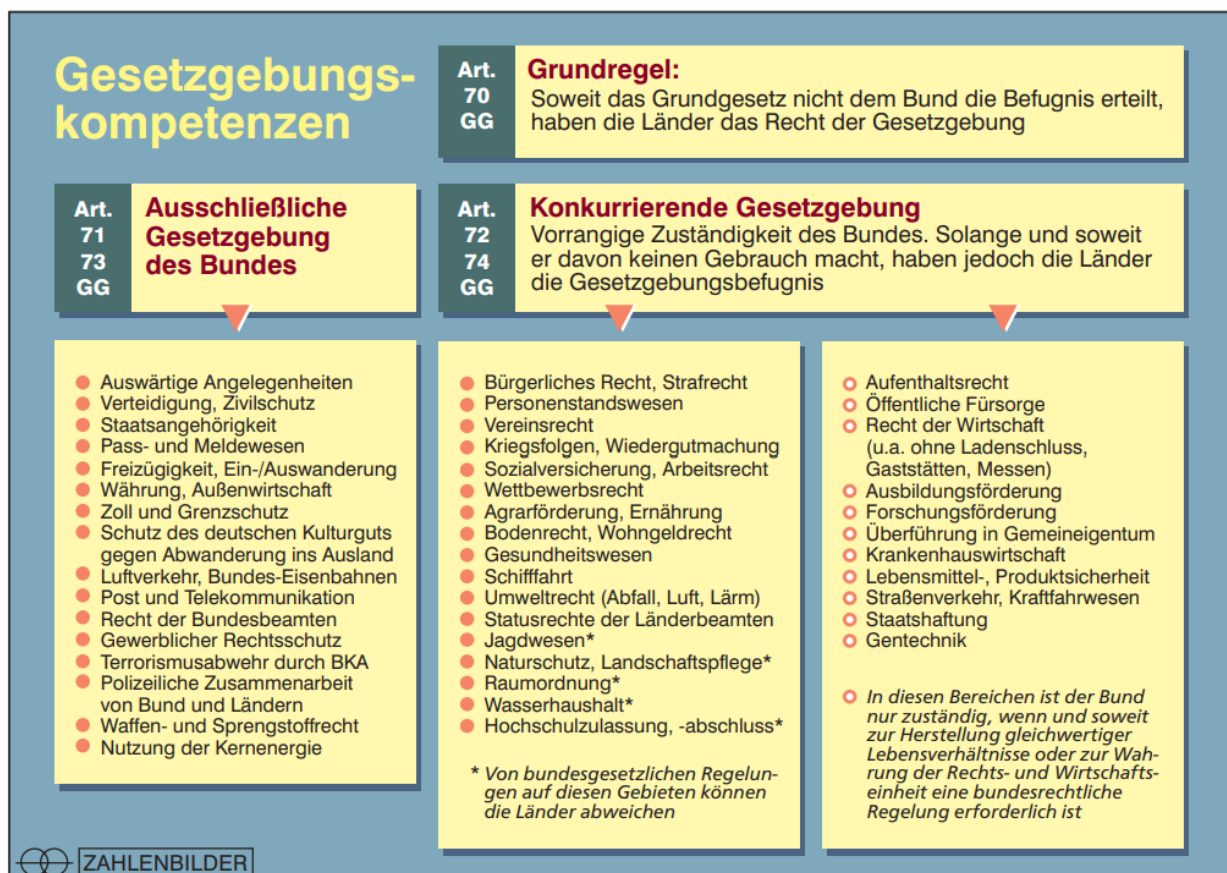 Gesetzgebungs-
kompetenzen
Art.
70
GG
Grundregel:
Soweit das Grundgesetz nicht dem Bund die Befugnis erteilt,
haben die Länder das Recht der Gesetzgebung
Art.
71
73
GG
Ausschließliche
Gesetzgebung
des Bundes
Art.
72
74
GG
Konkurrierende Gesetzgebung
Vorrangige Zuständigkeit des Bundes. Solange und soweit
er davon keinen Gebrauch macht, haben jedoch die Länder
die Gesetzgebungsbefugnis
Auswärtige Angelegenheiten
Verteidigung, Zivilschutz
Staatsangehörigkeit
Pass- und Meldewesen
Freizügigkeit, Ein-/Auswanderung
Währung, Außenwirtschaft
Zoll und Grenzschutz
Schutz des deutschen Kulturguts
gegen Abwanderung ins Ausland
Luftverkehr, Bundes-Eisenbahnen
Post und Telekommunikation
Recht der Bundesbeamten
Gewerblicher Rechtsschutz
Terrorismusabwehr durch BKA
Polizeiliche Zusammenarbeit
von Bund und Ländern
Waffen- und Sprengstoffrecht
Nutzung der Kernenergie
Bürgerliches Recht, Strafrecht
Personenstandswesen
Vereinsrecht
Kriegsfolgen, Wiedergutmachung
Sozialversicherung, Arbeitsrecht
Wettbewerbsrecht
Agrarförderung, Ernährung
Bodenrecht, Wohngeldrecht
Gesundheitswesen
Schifffahrt
Umweltrecht (Abfall, Luft, Lärm)
Statusrechte der Länderbeamten
Jagdwesen*
Naturschutz, Landschaftspflege*
Raumordnung*
Wasserhaushalt*
Hochschulzulassung, -abschluss*
* Von bundesgesetzlichen Regelun-
gen auf diesen Gebieten können
die Länder abweichen
Aufenthaltsrecht
Öffentliche Fürsorge
Recht der Wirtschaft
(u.a. ohne Ladenschluss,
Gaststätten, Messen)
Ausbildungsförderung
Forschungsförderung
Überführung in Gemeineigentum
Krankenhauswirtschaft
Lebensmittel-, Produktsicherheit
Straßenverkehr, Kraftfahrwesen
Staatshaftung
Gentechnik
In diesen Bereichen ist der Bund
nur zuständig, wenn und soweit
zur Herstellung gleichwertiger
Lebensverhältnisse oder zur Wah-
rung der Rechts- und Wirtschafts-
einheit eine bundesrechtliche
Regelung erforderlich ist
ZAHLENBILDER